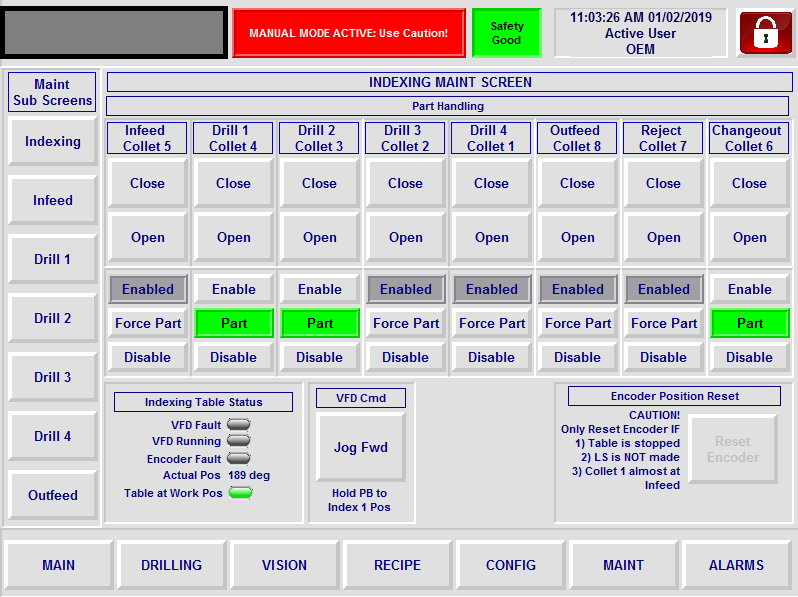 MANUAL MODE ACTIVE: Use Caution!
Safety
Good
11:03:26 AM 01/02/2019
Active User
OEM
Maint
Sub Screens
Indexing
Infeed
Drill 1
Drill 2
Drill 3
Drill 4
Outfeed
INDEXING MAINT SCREEN
Part Handling
Infeed Drill 1 Drill 2 Drill 3 Drill 4 Outfeed Reject Changeout
Collet 5 Collet 4 Collet 3 Collet 2 Collet 1 Collet 8 Collet 7 Collet 6
Close Close Close Close Close Close Close Close
Open Open Open Open Open Open Open Open
Enabled Enable Enable Enabled Enabled Enabled Enabled Enable
Force Part Part Part Force Part Force Part Force Part Force Part Part
Disable Disable Disable Disable Disable Disable Disable Disable
Indexing Table Status
VFD Fault
VFD Running
Encoder Fault
Actual Pos 189 deg
Table at Work Pos
VFD Cmd
Jog Fwd
Hold PB to
Index 1 Pos
Encoder Position Reset
CAUTION!
Only Reset Encoder IF
1) Table is stopped
2) LS is NOT made
3) Collet 1 almost at
Infeed
Reset
Encoder
MAIN DRILLING VISION RECIPE CONFIG MAINT ALARMS